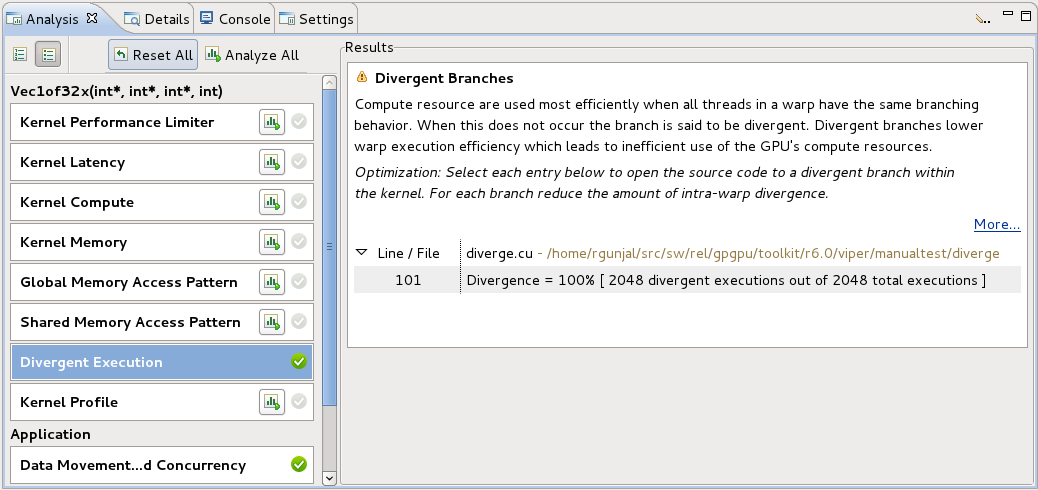 Analysis Details Console Settings
Reset All Analyze All
Vec1of32x(int*, int*, int*, int)
Kernel Performance Limiter
Kernel Latency
Kernel Compute
Kernel Memory
Global Memory Access Pattern
Shared Memory Access Pattern
Divergent Execution
Kernel Profile
Application
Data Movement...d Concurrency
Results
Divergent Branches
Compute resource are used most efficiently when all threads in a warp have the same branching
behavior. When this does not occur the branch is said to be divergent. Divergent branches lower
warp execution efficiency which leads to inefficient use of the GPU's compute resources.
Optimization: Select each entry below to open the source code to a divergent branch within
the kernel. For each branch reduce the amount of intra-warp divergence.
More...
Line / File diverge.cu - /home/rgunjal/src/sw/rel/gpgpu/toolkit/r6.0/viper/manualtest/diverge
101 Divergence = 100% [ 2048 divergent executions out of 2048 total executions ]